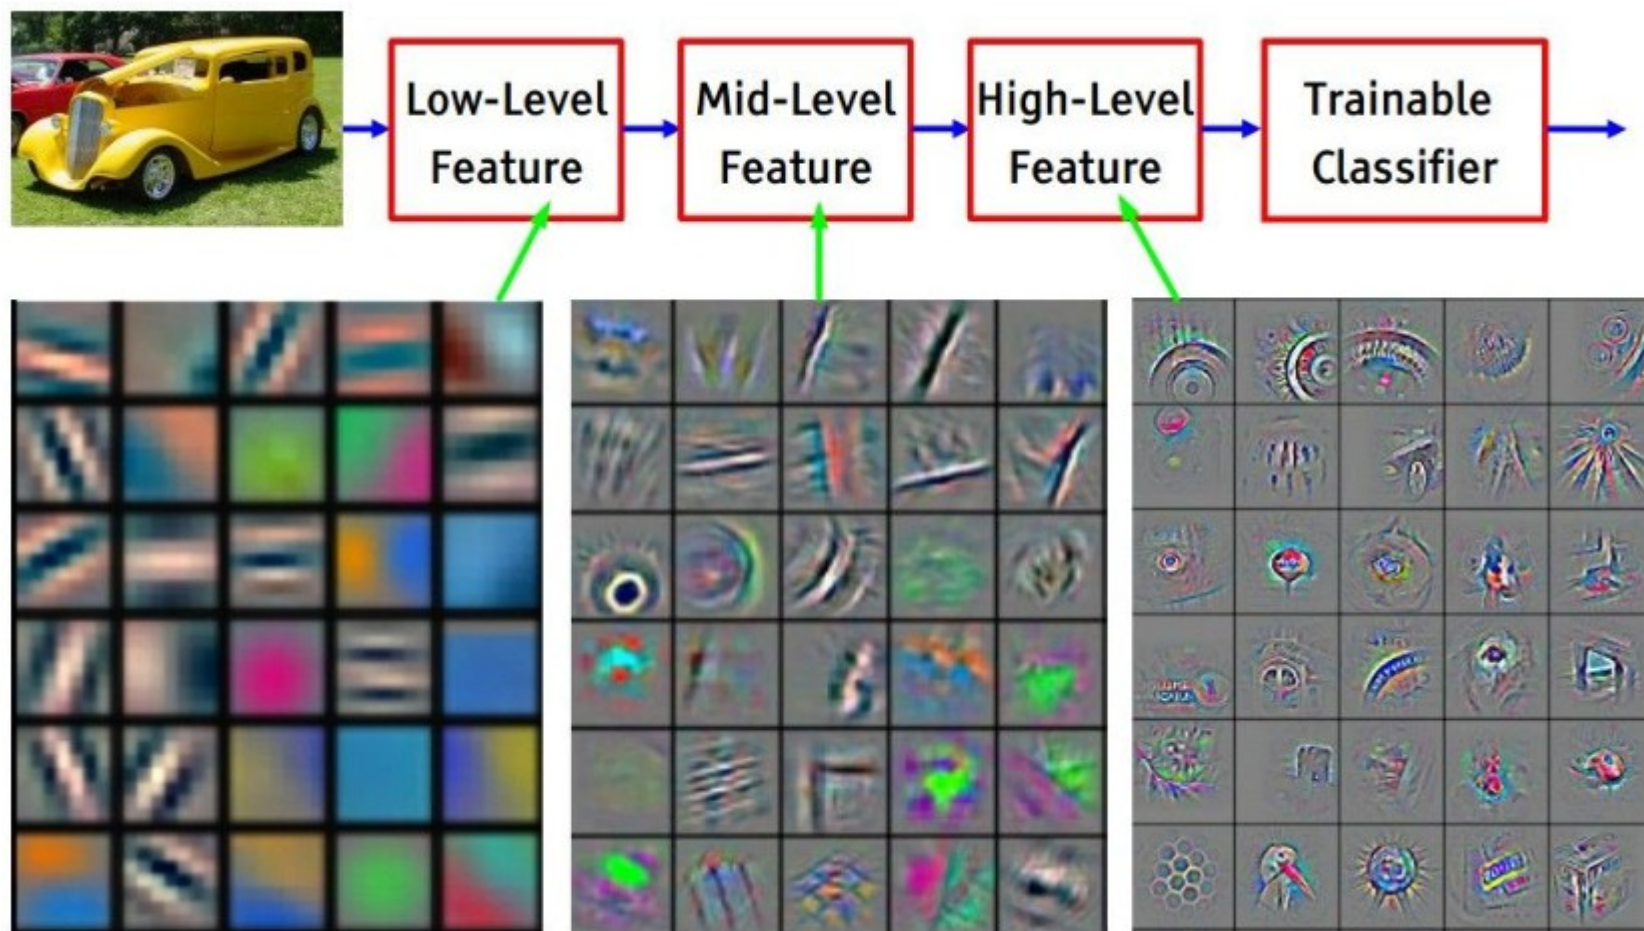 Low-Level
Feature
Mid-Level
Feature
High-Level
Feature
Trainable
Classifier